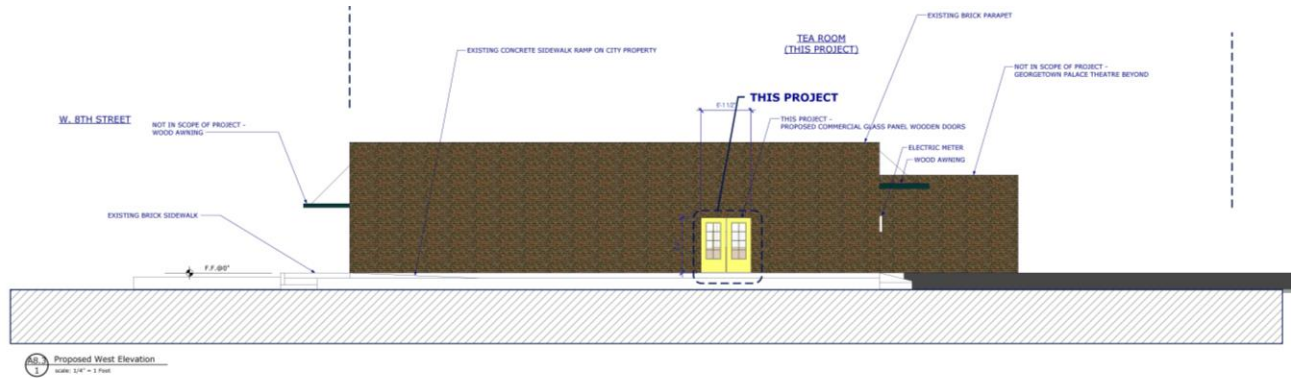 EXISTING BRICK PARAPET
TEA ROOM
(THIS PROJECT)
EXISTING CONCRETE SIDEWALK RAMP ON CITY PROPERTY
NOT IN SCOPE OF PROJECT -
GEORGETOWN PALACE THEATRE BEYOND
THIS PROJECT
W. 8TH STREET
NOT IN SCOPE OF PROJECT -
WOOD AWNING
THIS PROJECT -
PROPOSED COMMERCIAL GLASS PANEL WOODEN DOORS
ELECTRIC METER
WOOD AWNING
EXISTING BRICK SIDEWALK
F.F.@0"
1
Proposed West Elevation
scale: 1/4" = 1 Foot